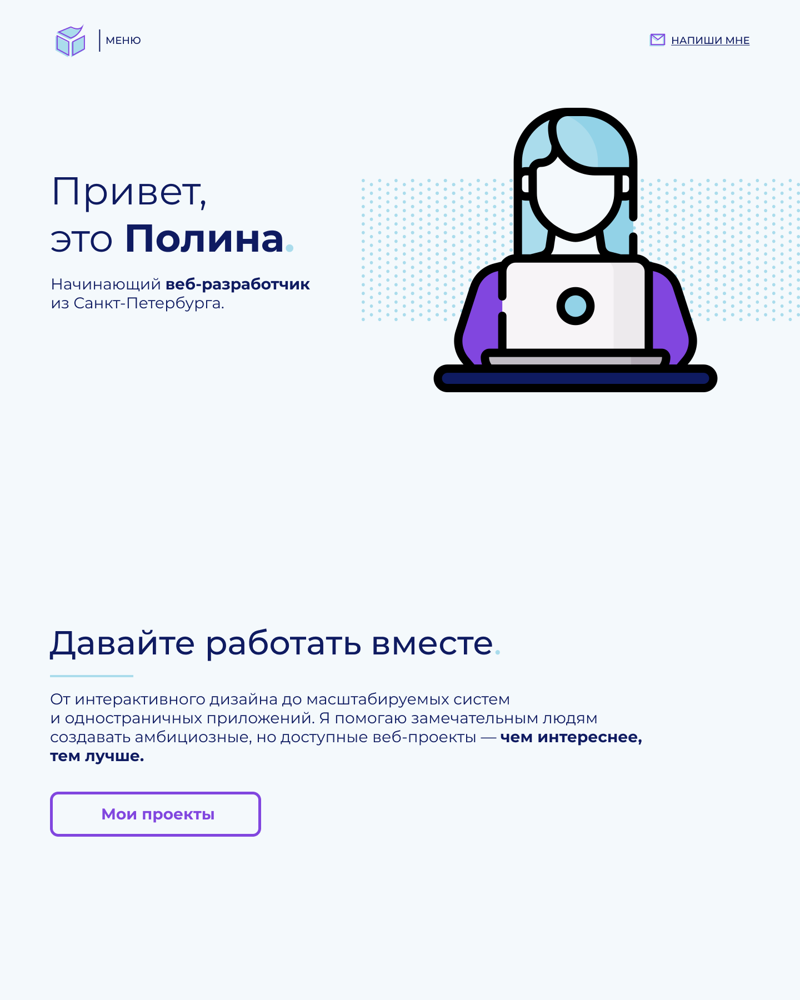 МЕНЮ
НАПИШИ МНЕ
Привет,
это Полина.
Начинающий веб-разработчик
из Санкт-Петербурга.
Давайте работать вместе.
От интерактивного дизайна до масштабируемых систем
и одностраничных приложений. Я помогаю замечательным людям
создавать амбициозные, но доступные веб-проекты — чем интереснее,
тем лучше.
Мои проекты